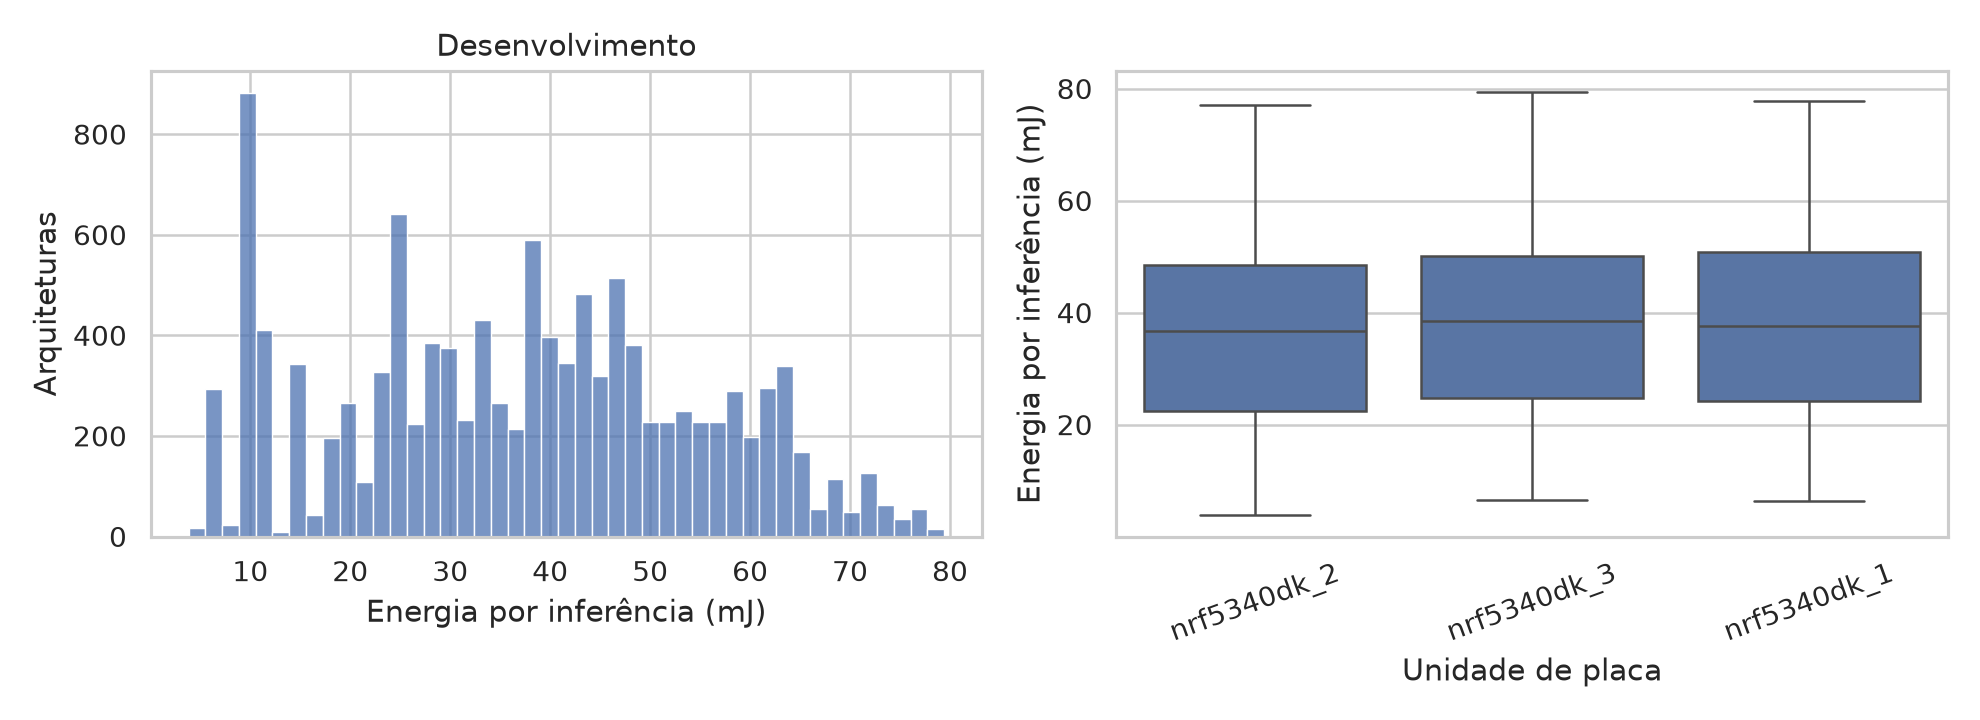 Desenvolvimento
Arquiteturas
800
600
400
200
0
10 20 30 40 50 60 70 80
Energia por inferência (mJ)
Energia por inferência (mJ)
80
60
40
20
nrf5340dk_2 nrf5340dk_3 nrf5340dk_1
Unidade de placa